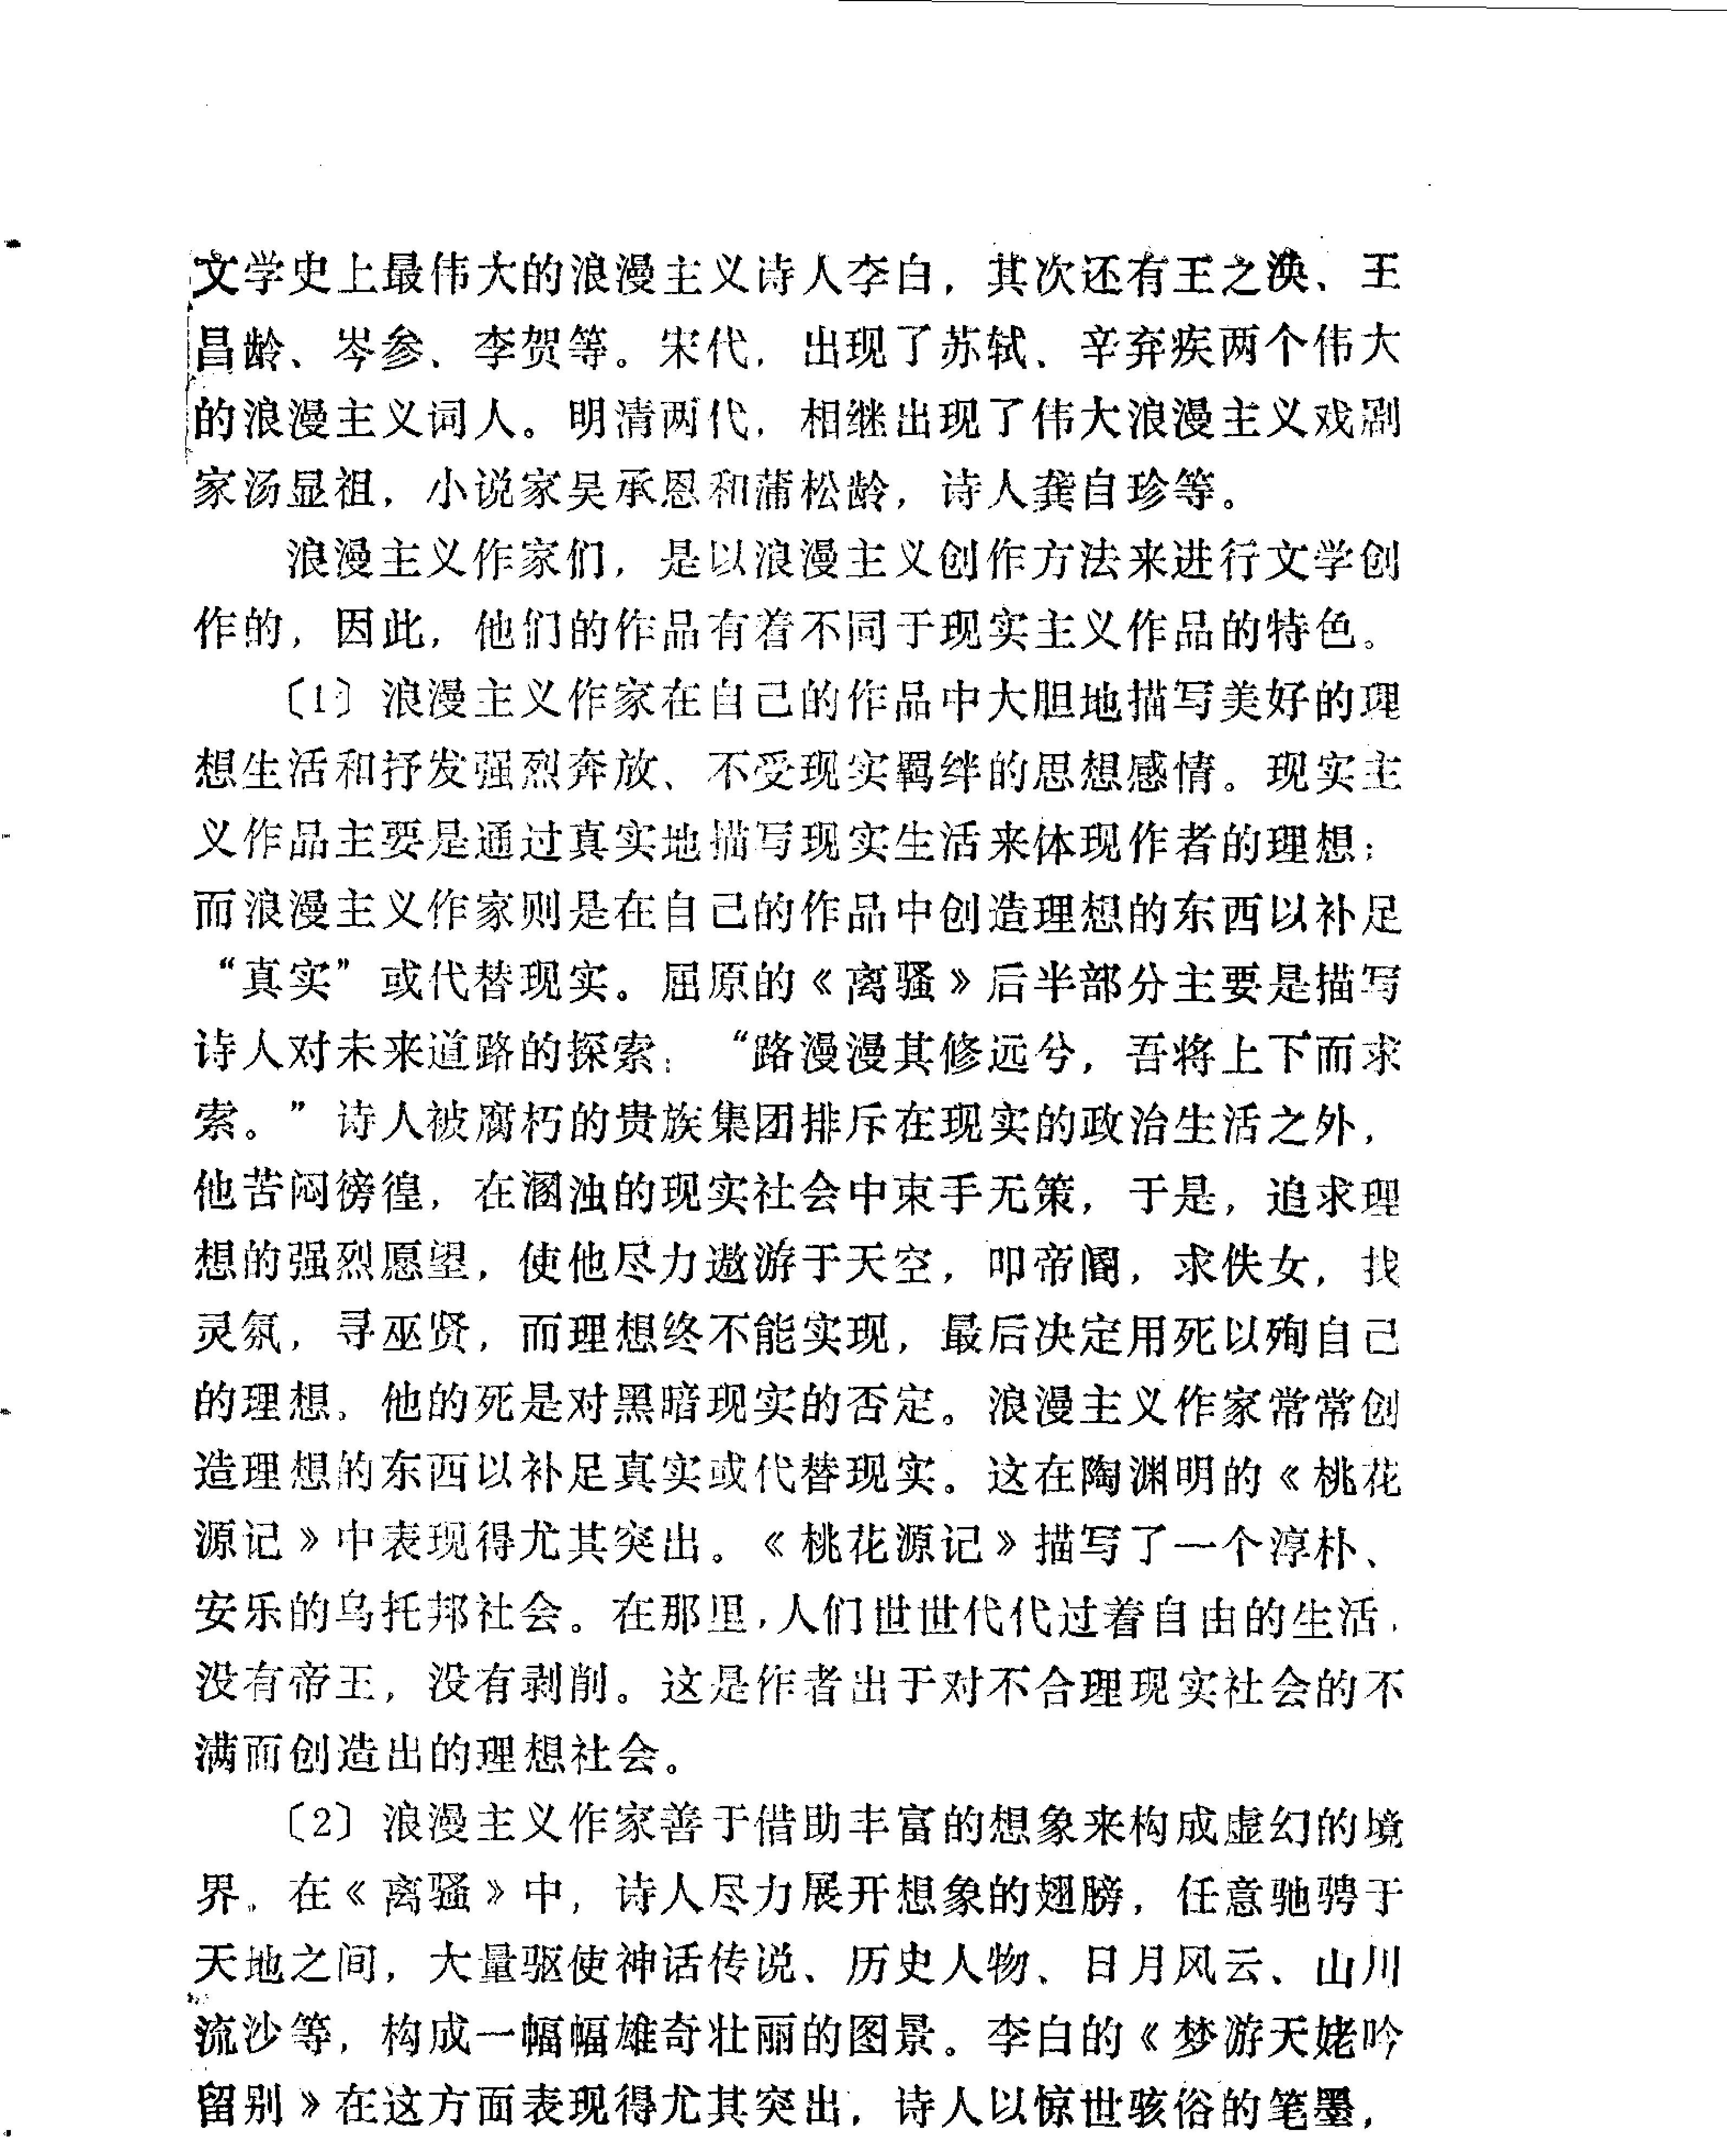 文学史上最伟大的浪漫主义诗人李白，其次还有王之涣、王
昌龄、岑参、李贺等。宋代，出现了苏轼、辛弃疾两个伟大
的浪漫主义词人。明清两代，相继出现了伟大浪漫主义戏剧
家汤显祖，小说家吴承恩和蒲松龄，诗人龚自珍等。
浪漫主义作家们，是以浪漫主义创作方法来进行文学创
作的，因此，他们的作品有着不同于现实主义作品的特色。
〔1〕浪漫主义作家在自己的作品中大胆地描写美好的理
想生活和抒发强烈奔放、不受现实羁绊的思想感情。现实主
义作品主要是通过真实地描写现实生活来体现作者的理想；
而浪漫主义作家则是在自己的作品中创造理想的东西以补足
“真实”或代替现实。屈原的《离骚》后半部分主要是描写
诗人对未来道路的探索：“路漫漫其修远兮，吾将上下而求
索。”诗人被腐朽的贵族集团排斥在现实的政治生活之外，
他苦闷徬徨，在溷浊的现实社会中束手无策，于是，追求理
想的强烈愿望，使他尽力遨游于天空，叩帝阍，求佚女，找
灵氛，寻巫贤，而理想终不能实现，最后决定用死以殉自己
的理想。他的死是对黑暗现实的否定。浪漫主义作家常常创
造理想的东西以补足真实或代替现实。这在陶渊明的《桃花
源记》中表现得尤其突出。《桃花源记》描写了一个淳朴、
安乐的乌托邦社会。在那里，人们世世代代过着自由的生活，
没有帝王，没有剥削。这是作者出于对不合理现实社会的不
满而创造出的理想社会。
〔2〕浪漫主义作家善于借助丰富的想象来构成虚幻的境
界。在《离骚》中，诗人尽力展开想象的翅膀，任意驰骋于
天地之间，大量驱使神话传说、历史人物、日月风云、山川
流沙等，构成一幅幅雄奇壮丽的图景。李白的《梦游天姥吟
留别》在这方面表现得尤其突出，诗人以惊世骇俗的笔墨，